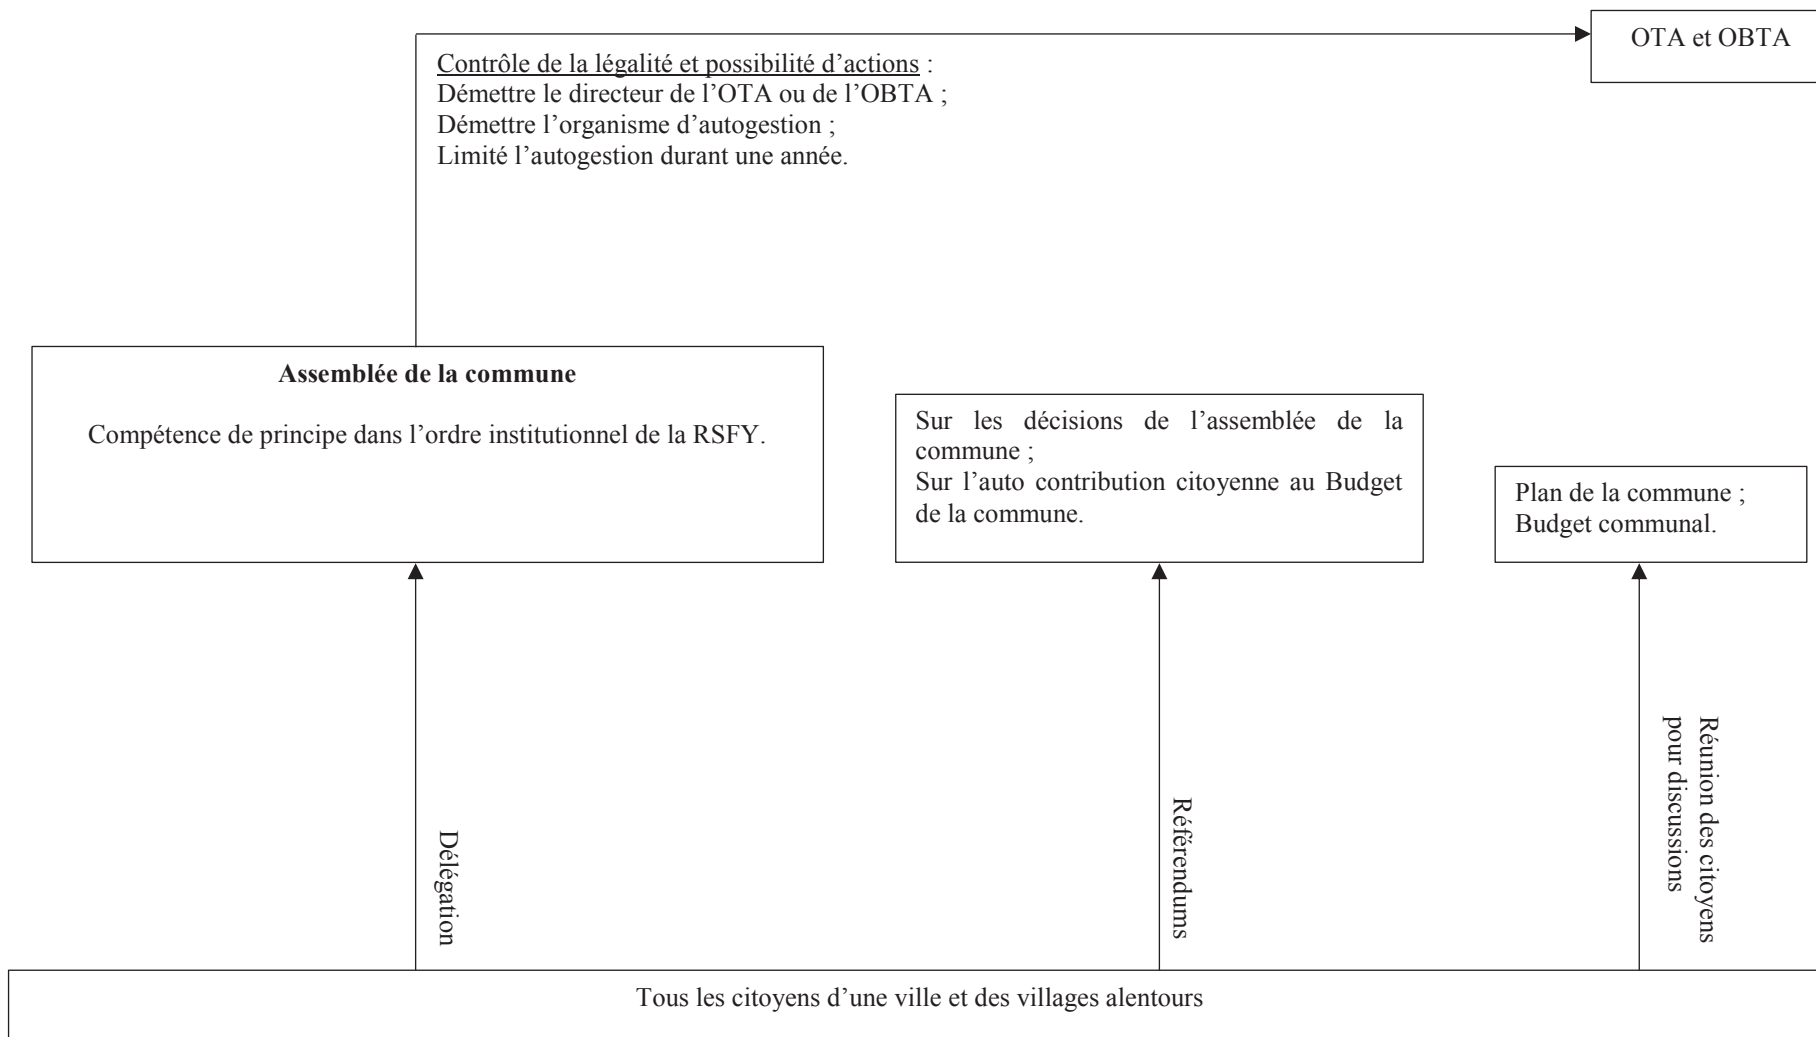 OTA et OBTA
Contrôle de la légalité et possibilité d’actions :
Démettre le directeur de l’OTA ou de l’OBTA ;
Démettre l’organisme d’autogestion ;
Limité l’autogestion durant une année.
Assemblée de la commune
Compétence de principe dans l’ordre institutionnel de la RSFY.
Sur les décisions de l’assemblée de la
commune ;
Sur l’auto contribution citoyenne au Budget
de la commune.
Plan de la commune ;
Budget communal.
Délégation
Référendums
Réunion des citoyens
pour discussions
Tous les citoyens d’une ville et des villages alentours